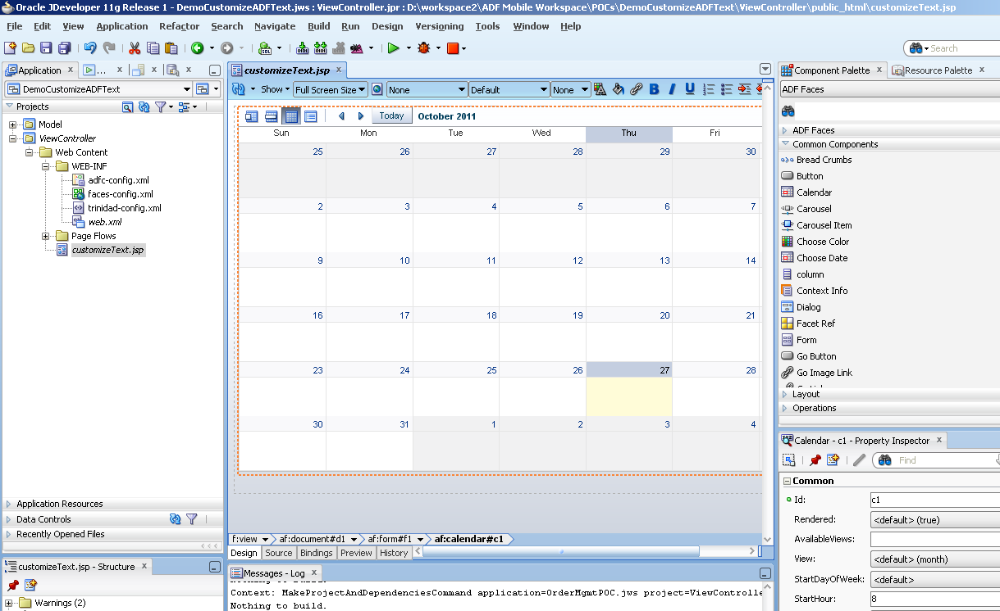 Oracle JDeveloper 11g Release 1 - DemoCustomizeADFText.jws : ViewController.jpr : D:\workspace2\ADF Mobile Workspace\POCs\DemoCustomizeADFText\ViewController\public_html\customizeText.jsp
File Edit View Application Refactor Search Navigate Build Run Design Versioning Tools Window Help
Search
Application x ... x x x
DemoCustomizeADFText
Projects
Model
ViewController
Web Content
WEB-INF
adfc-config.xml
faces-config.xml
trinidad-config.xml
web.xml
Page Flows
customizeText.jsp
Application Resources
Data Controls
Recently Opened Files
customizeText.jsp - Structure x
Warnings (2)
customizeText.jsp x
Show Full Screen Size None Default None B I U
Today October 2011
Sun Mon Tue Wed Thu Fri
25 26 27 28 29 30
2 3 4 5 6 7
9 10 11 12 13 14
16 17 18 19 20 21
23 24 25 26 27 28
30 31 1 2 3 4
f:view af:document#d1 af:form#f1 af:calendar#c1
Design Source Bindings Preview History
Messages - Log x
Nothing to build.
Context: MakeProjectAndDependenciesCommand application=OrderMgmtPOC.jws project=ViewControlle
Nothing to build.
Component Palette x Resource Palette x
ADF Faces
ADF Faces
Common Components
Bread Crumbs
Button
Calendar
Carousel
Carousel Item
Choose Color
Choose Date
column
Context Info
Dialog
Facet Ref
Form
Go Button
Go Image Link
Layout
Operations
Calendar - c1 - Property Inspector x
Find
Common
Id: c1
Rendered: <default> (true)
AvailableViews:
View: <default> (month)
StartDayOfWeek: <default>
StartHour: 8